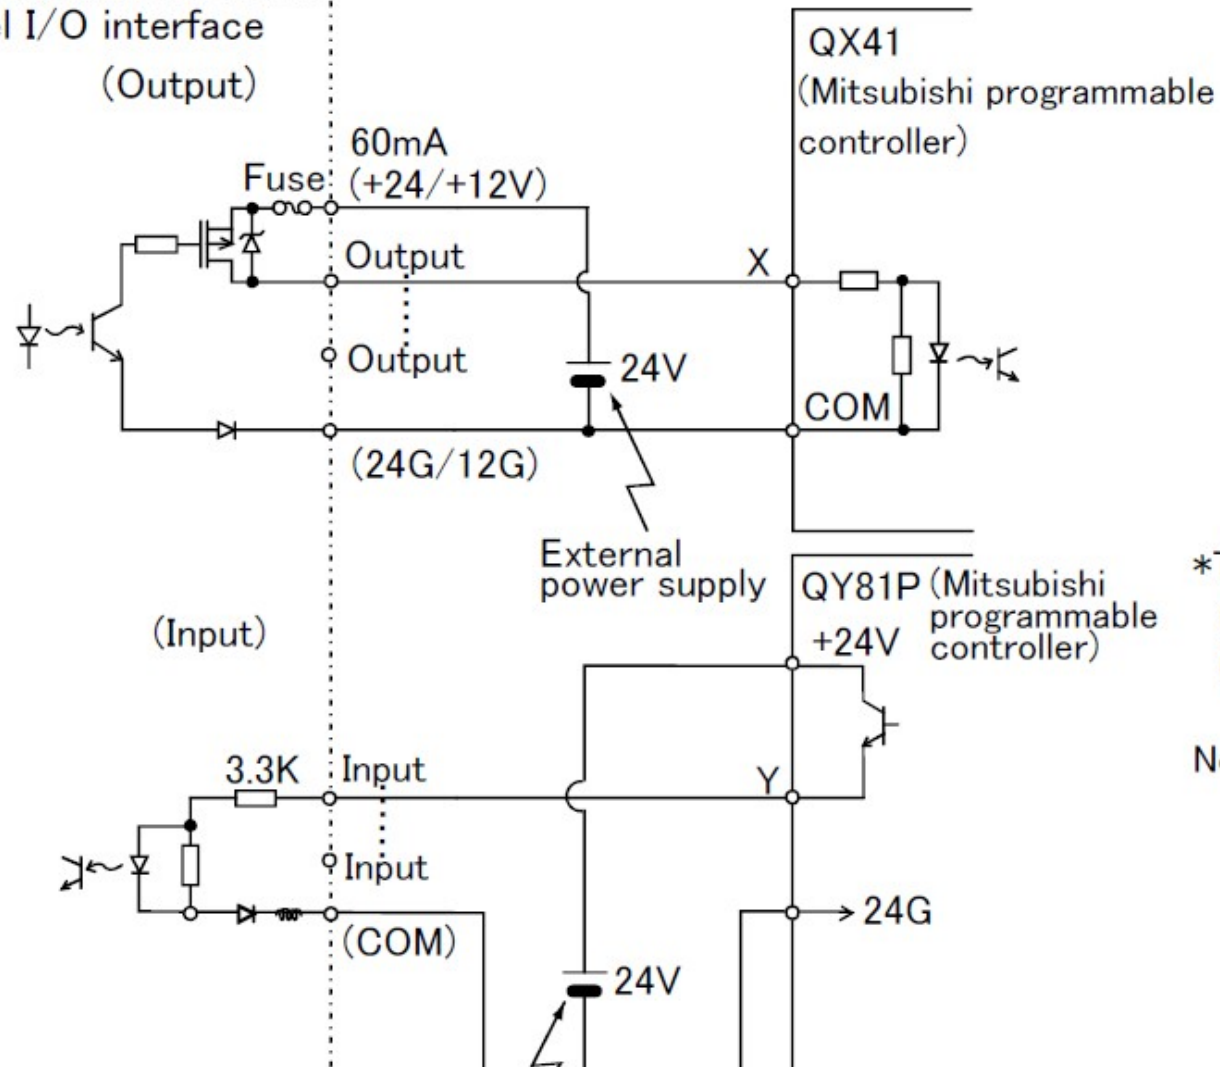 I/O interface
(Output)
QX41
(Mitsubishi programmable
controller)
60mA
(+24/+12V)
Fuse
Output
X
Output
24V
COM
(24G/12G)
External
power supply
QY81P (Mitsubishi
programmable
controller)
+24V
(Input)
3.3K
Input
Y
Input
(COM)
24G
24V
*